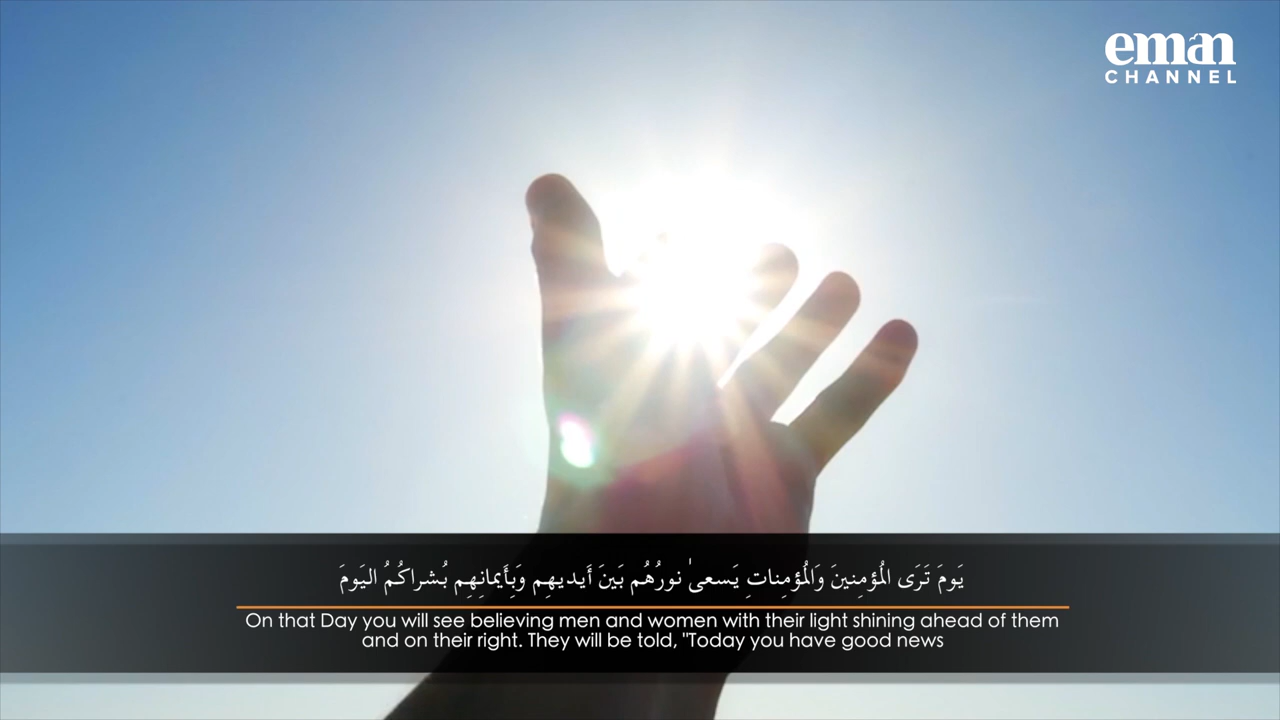 eman
CHANNEL
يَومَ تَرَى المُؤمِنينَ وَالمُؤمِناتِ يَسعىٰ نورُهُم بَينَ أَيديهِم وَبِأَيمانِهِم بُشراكُمُ اليَومَ
On that Day you will see believing men and women with their light shining ahead of them
and on their right. They will be told, "Today you have good news